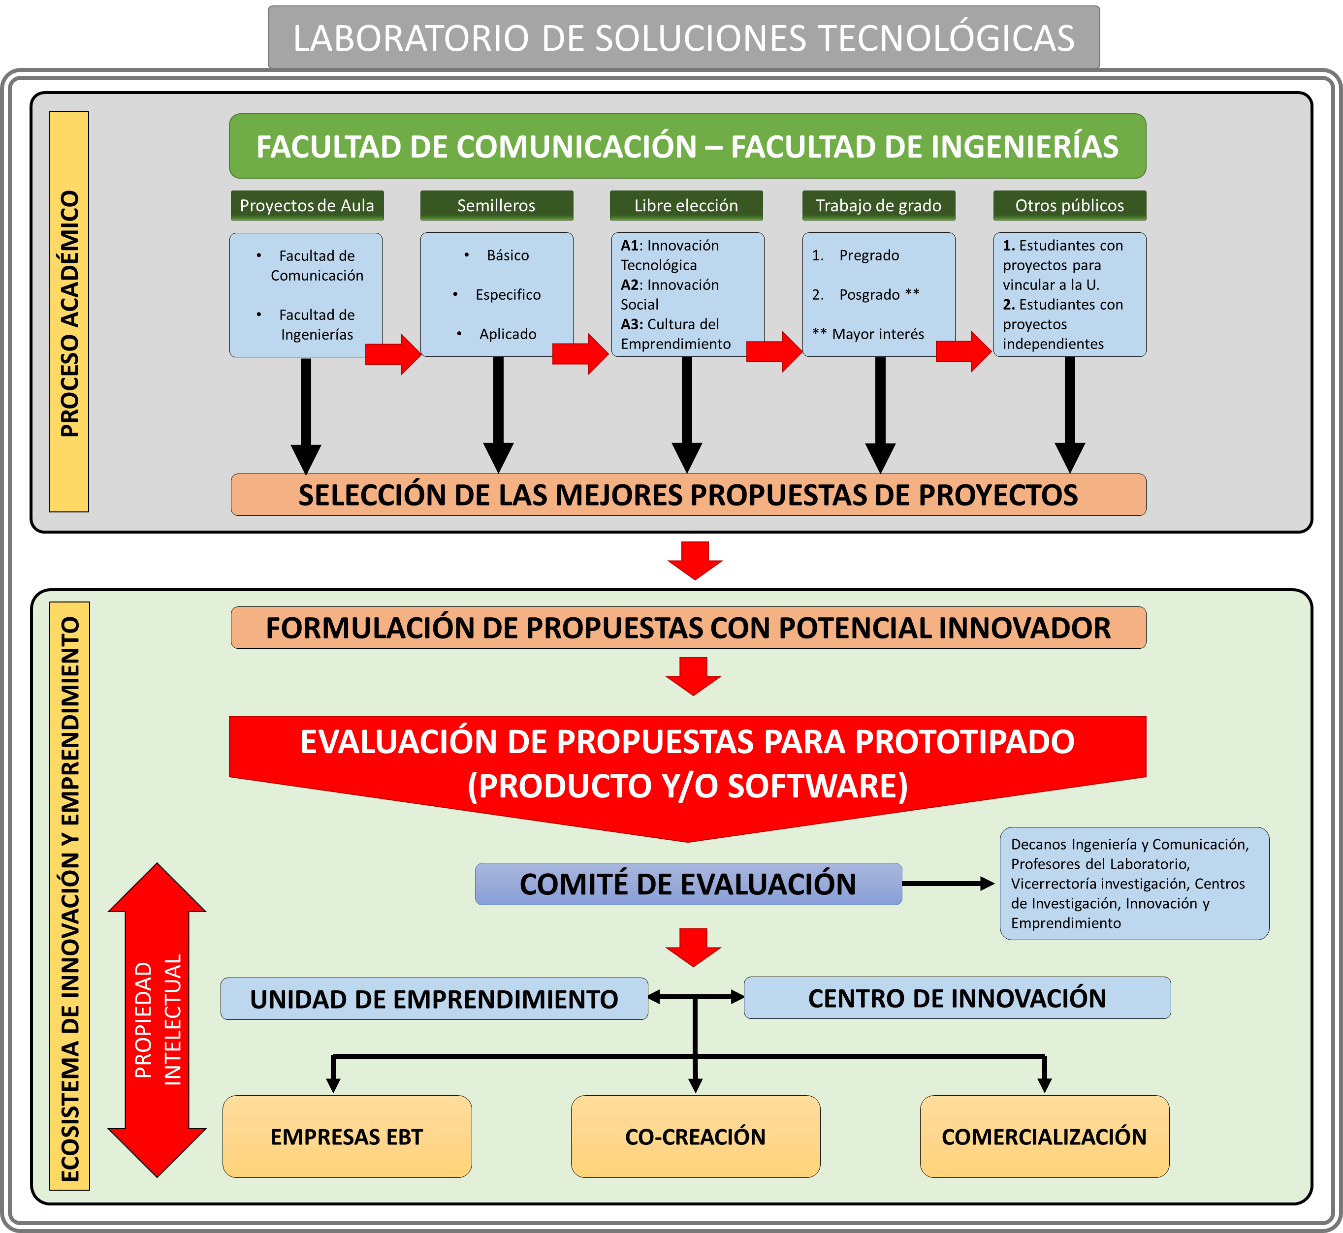 LABORATORIO DE SOLUCIONES TECNOLÓGICAS
PROCESO ACADÉMICO
FACULTAD DE COMUNICACIÓN – FACULTAD DE INGENIERÍAS
Proyectos de Aula
• Facultad de
Comunicación
• Facultad de
Ingenierías
Semilleros
• Básico
• Especifico
• Aplicado
Libre elección
A1: Innovación
Tecnológica
A2: Innovación
Social
A3: Cultura del
Emprendimiento
Trabajo de grado
1. Pregrado
2. Posgrado **
** Mayor interés
Otros públicos
1. Estudiantes con
proyectos para
vincular a la U.
2. Estudiantes con
proyectos
independientes
SELECCIÓN DE LAS MEJORES PROPUESTAS DE PROYECTOS
ECOSISTEMA DE INNOVACIÓN Y EMPRENDIMIENTO
FORMULACIÓN DE PROPUESTAS CON POTENCIAL INNOVADOR
EVALUACIÓN DE PROPUESTAS PARA PROTOTIPADO
(PRODUCTO Y/O SOFTWARE)
COMITÉ DE EVALUACIÓN
Decanos Ingeniería y Comunicación,
Profesores del Laboratorio,
Vicerrectoría investigación, Centros
de Investigación, Innovación y
Emprendimiento
PROPIEDAD
INTELECTUAL
UNIDAD DE EMPRENDIMIENTO
CENTRO DE INNOVACIÓN
EMPRESAS EBT
CO-CREACIÓN
COMERCIALIZACIÓN